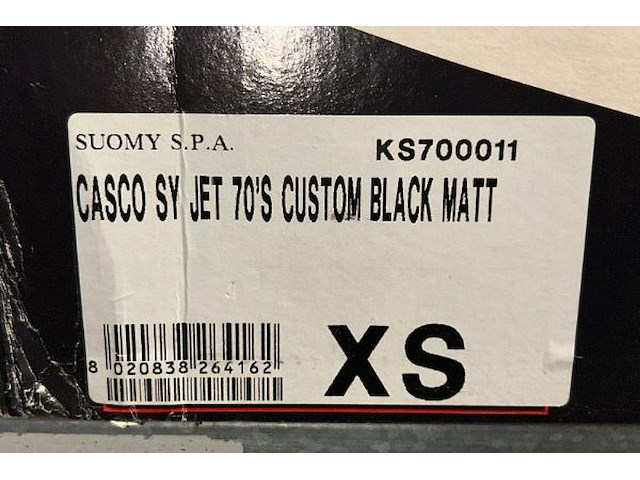 SUOMY S.P.A. KS700011
CASCO SY JET 70'S CUSTOM BLACK MATT
8 020838 264162
XS